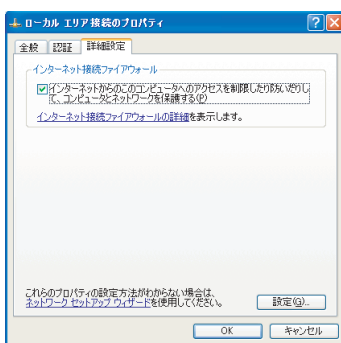 ローカル エリア接続のプロパティ
全般 認証 詳細設定
インターネット接続ファイアウォール
インターネットからのこのコンピュータへのアクセスを制限したり防いだりし
て、コンピュータとネットワークを保護する(P)
インターネット接続ファイアウォールの詳細を表示します。
これらのプロパティの設定方法がわからない場合は、
ネットワーク セットアップ ウィザードを使用してください。
設定(G)...
OK キャンセル